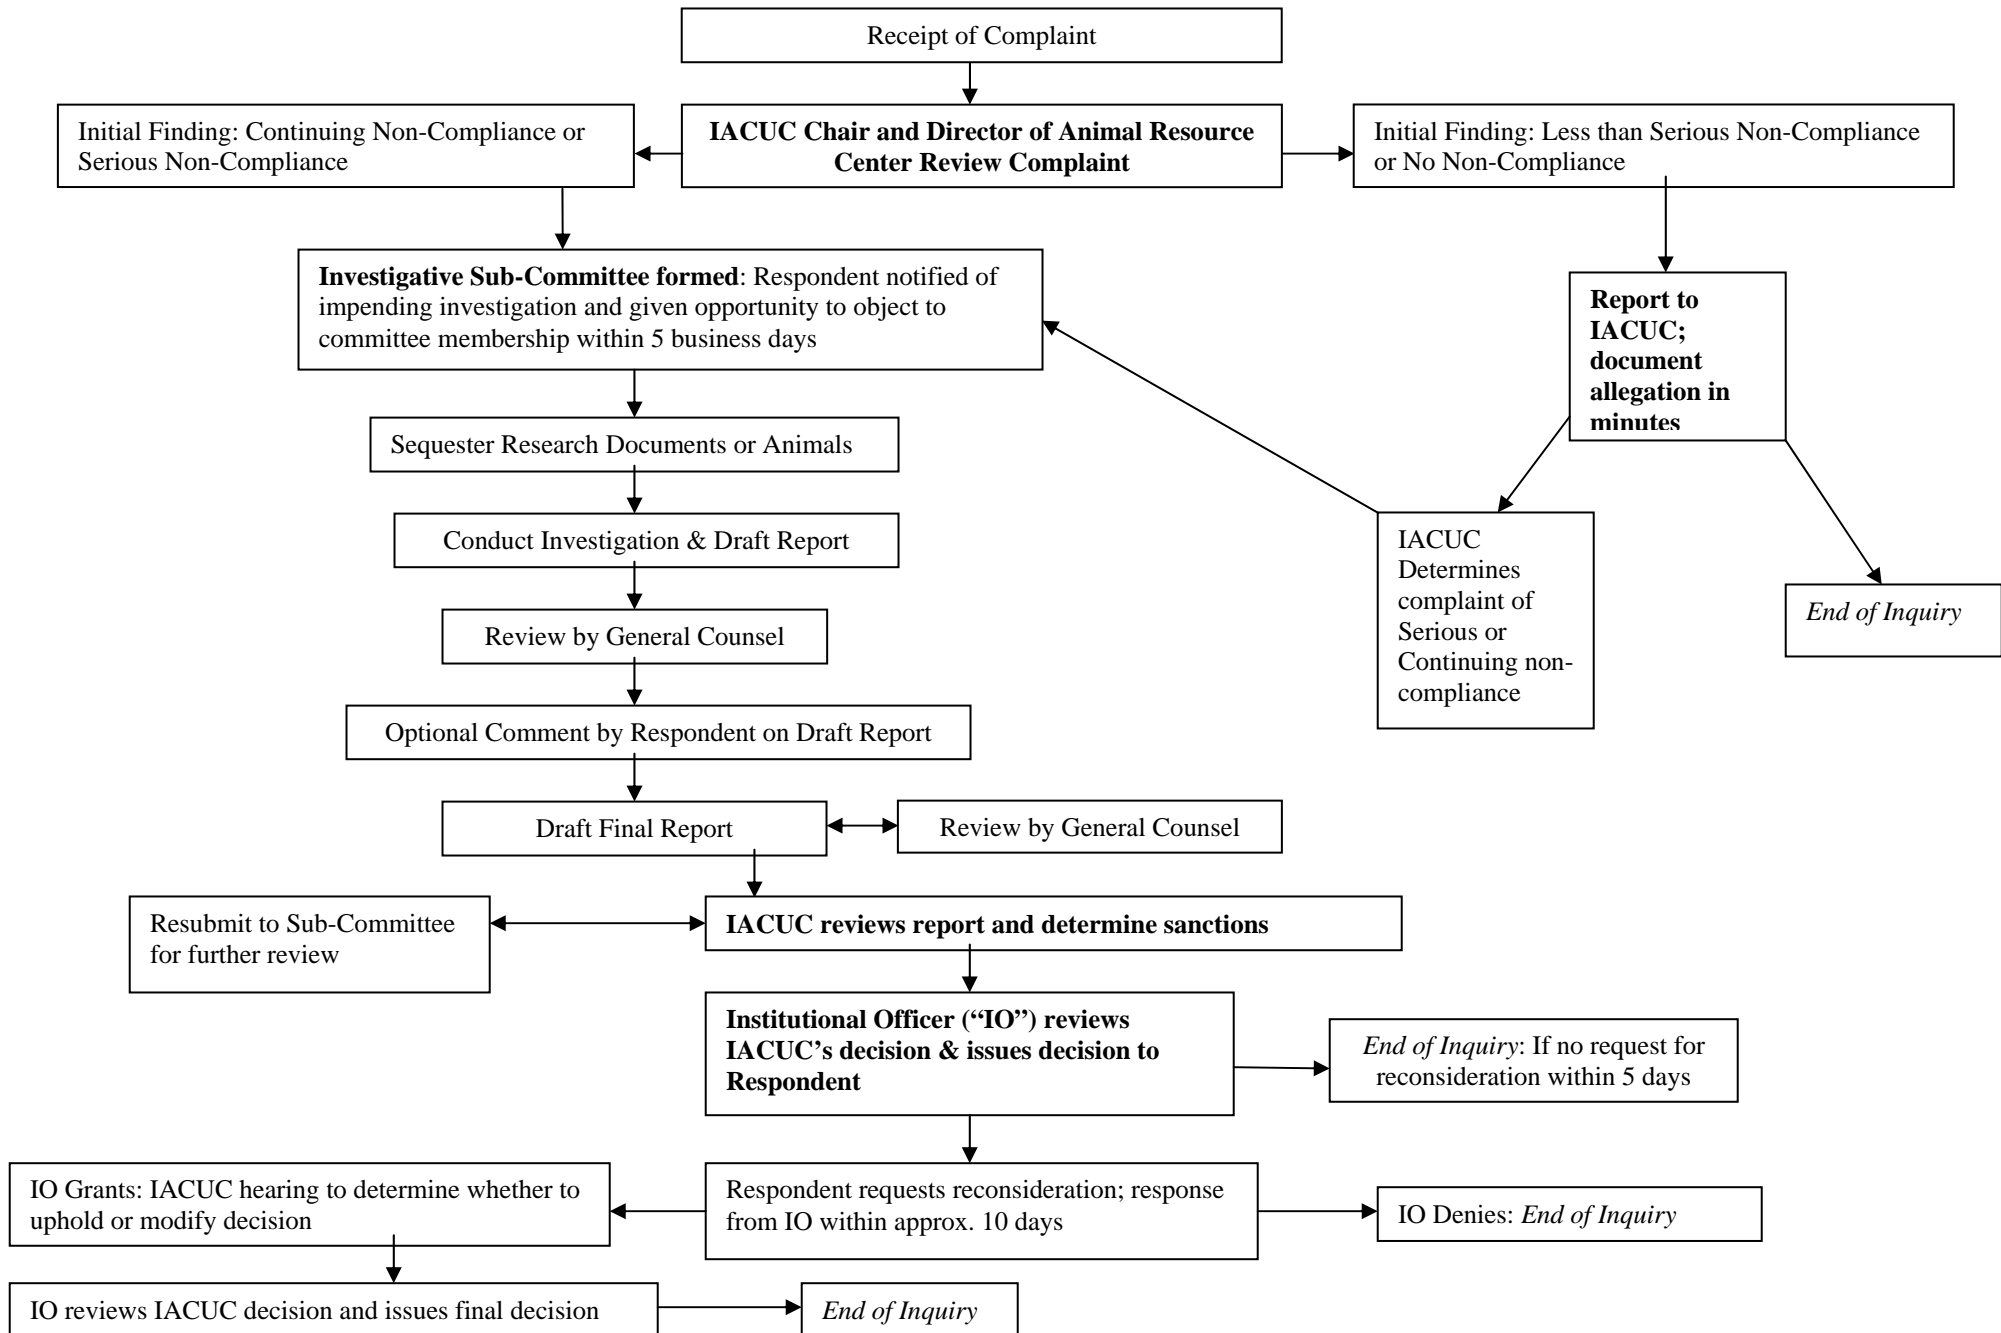 Receipt of Complaint
Initial Finding: Continuing Non-Compliance or
Serious Non-Compliance
IACUC Chair and Director of Animal Resource
Center Review Complaint
Initial Finding: Less than Serious Non-Compliance
or No Non-Compliance
Investigative Sub-Committee formed: Respondent notified of
impending investigation and given opportunity to object to
committee membership within 5 business days
Report to
IACUC;
document
allegation in
minutes
Sequester Research Documents or Animals
Conduct Investigation & Draft Report
IACUC
Determines
complaint of
Serious or
Continuing non-
compliance
End of Inquiry
Review by General Counsel
Optional Comment by Respondent on Draft Report
Draft Final Report
Review by General Counsel
Resubmit to Sub-Committee
for further review
IACUC reviews report and determine sanctions
Institutional Officer (“IO”) reviews
IACUC’s decision & issues decision to
Respondent
End of Inquiry: If no request for
reconsideration within 5 days
IO Grants: IACUC hearing to determine whether to
uphold or modify decision
Respondent requests reconsideration; response
from IO within approx. 10 days
IO Denies: End of Inquiry
IO reviews IACUC decision and issues final decision
End of Inquiry